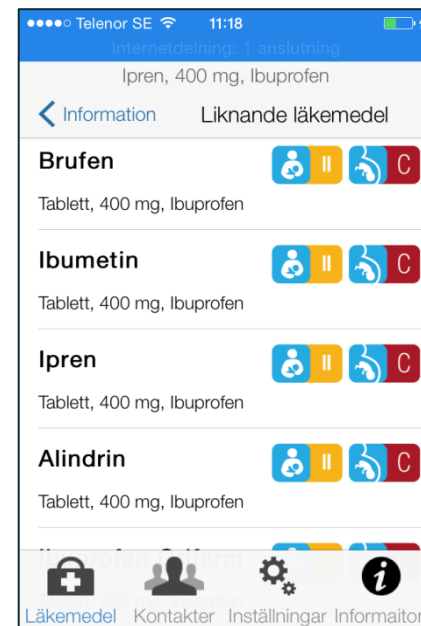 Telenor SE 11:18
Internetdelning: 1 anslutning
Ipren, 400 mg, Ibuprofen
Information Liknande läkemedel
Brufen II C
Tablett, 400 mg, Ibuprofen
Ibumetin II C
Tablett, 400 mg, Ibuprofen
Ipren II C
Tablett, 400 mg, Ibuprofen
Alindrin II C
Tablett, 400 mg, Ibuprofen
Ibuprofen
Läkemedel Kontakter Inställningar Informaiton